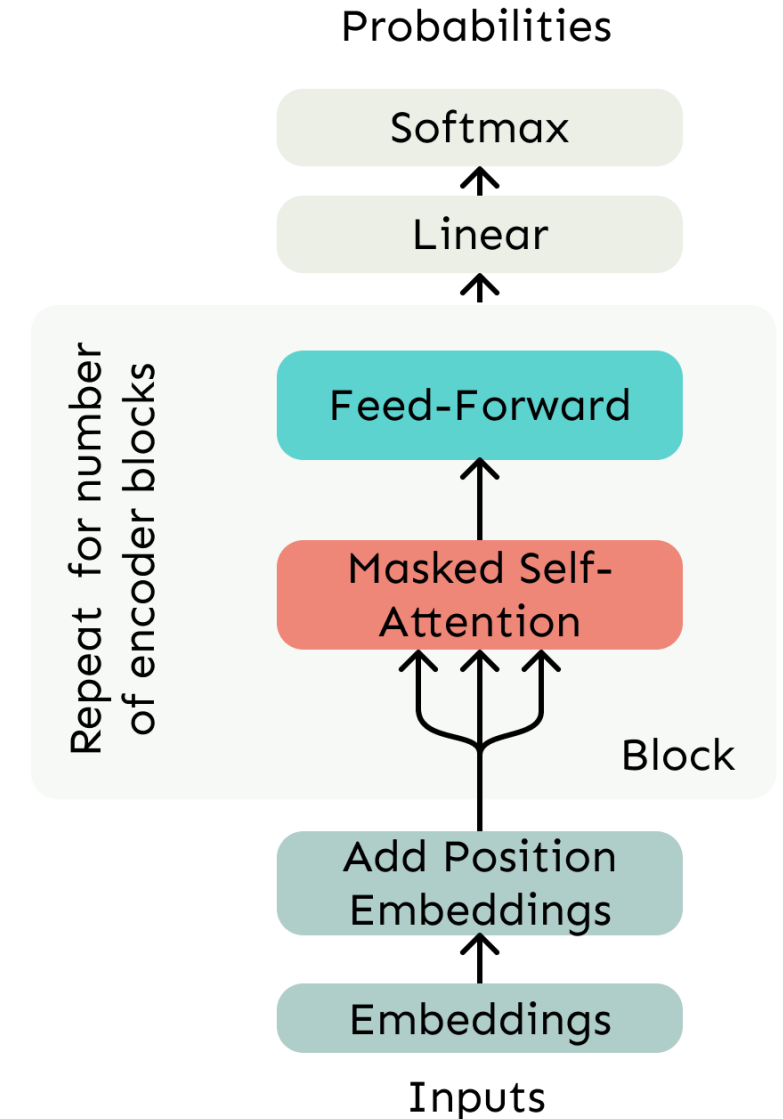 Probabilities
Softmax
Linear
Repeat for number
of encoder blocks
Feed-Forward
Masked Self-
Attention
Block
Add Position
Embeddings
Embeddings
Inputs